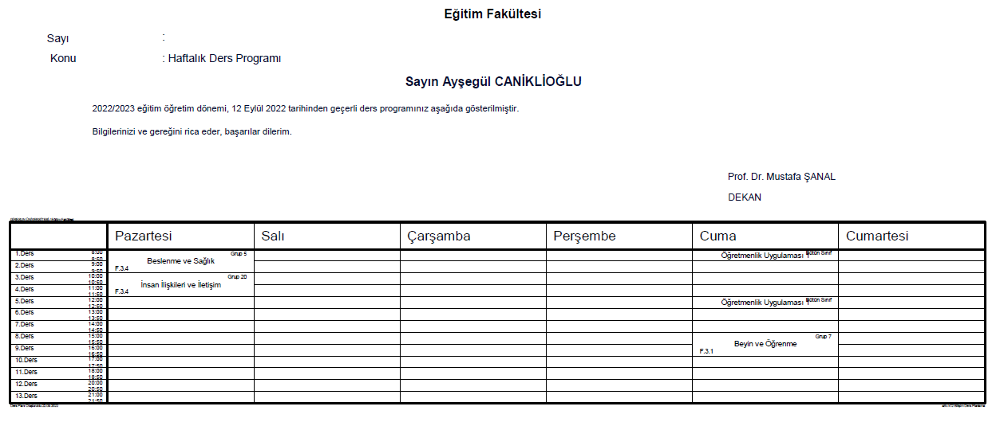 Eğitim Fakültesi
Sayı :
Konu : Haftalık Ders Programı
Sayın Ayşegül CANİKLİOĞLU
2022/2023 eğitim öğretim dönemi, 12 Eylül 2022 tarihinden geçerli ders programınız aşağıda gösterilmiştir.
Bilgilerinizi ve gereğini rica eder, başarılar dilerim.
Prof. Dr. Mustafa ŞANAL
DEKAN
GİRESUN ÜNİVERSİTESİ / Eğitim Fakültesi
Pazartesi Salı Çarşamba Perşembe Cuma Cumartesi
1.Ders 8:00 8:50 Beslenme ve Sağlık Grup 5 Öğretmenlik Uygulaması 1 Bütün Sınıf
2.Ders 9:00 9:50 F.3.4
3.Ders 10:00 10:50 İnsan İlişkileri ve İletişim Grup 20
4.Ders 11:00 11:50 F.3.4
5.Ders 12:00 12:50 Öğretmenlik Uygulaması 1 Bütün Sınıf
6.Ders 13:00 13:50
7.Ders 14:00 14:50
8.Ders 15:00 15:50 Beyin ve Öğrenme Grup 7
9.Ders 16:00 16:50 F.3.1
10.Ders 17:00 17:50
11.Ders 18:00 18:50
12.Ders 20:00 20:50
13.Ders 21:00 21:50